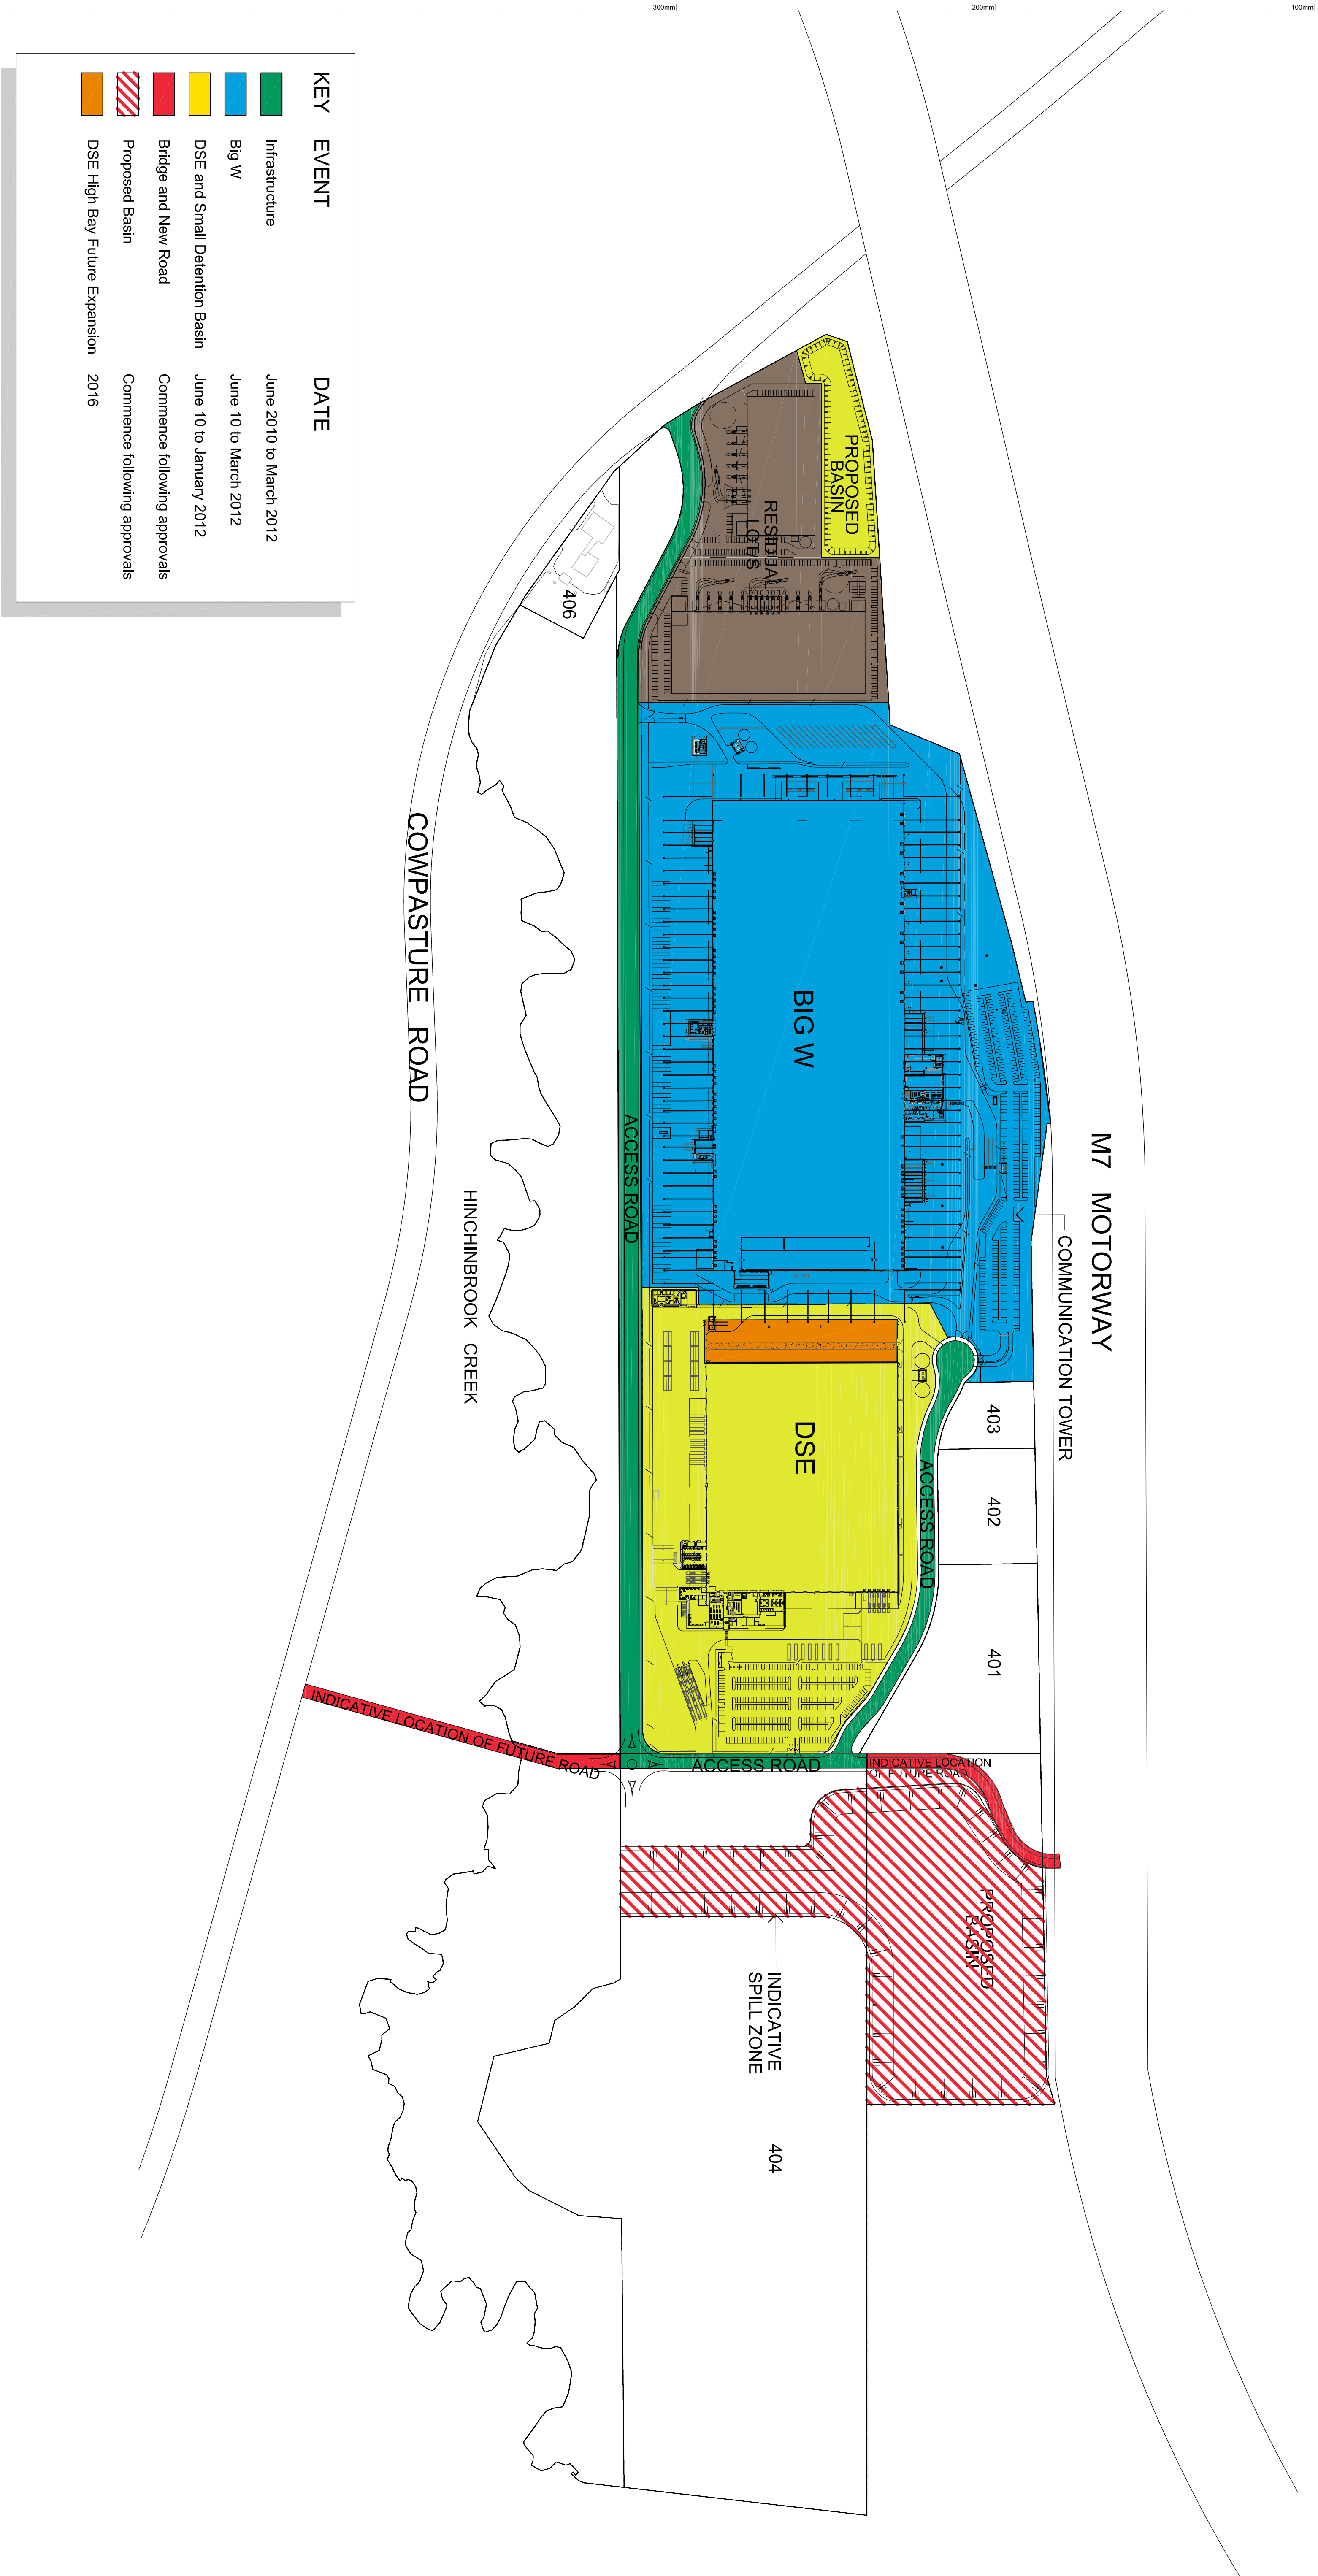 300mm|
200mm|
100mm|
KEY EVENT DATE
Infrastructure June 2010 to March 2012
Big W June 10 to March 2012
DSE and Small Detention Basin June 10 to January 2012
Bridge and New Road Commence following approvals
Proposed Basin Commence following approvals
DSE High Bay Future Expansion 2016
PROPOSED
BASIN
RESIDUAL
LOT/S
406
COWPASTURE ROAD
BIG W
ACCESS ROAD
HINCHINBROOK CREEK
M7 MOTORWAY
COMMUNICATION TOWER
403
402
401
DSE
ACCESS ROAD
INDICATIVE LOCATION OF FUTURE ROAD
ACCESS ROAD
INDICATIVE LOCATION
OF FUTURE ROAD
PROPOSED
BASIN
INDICATIVE
SPILL ZONE
404